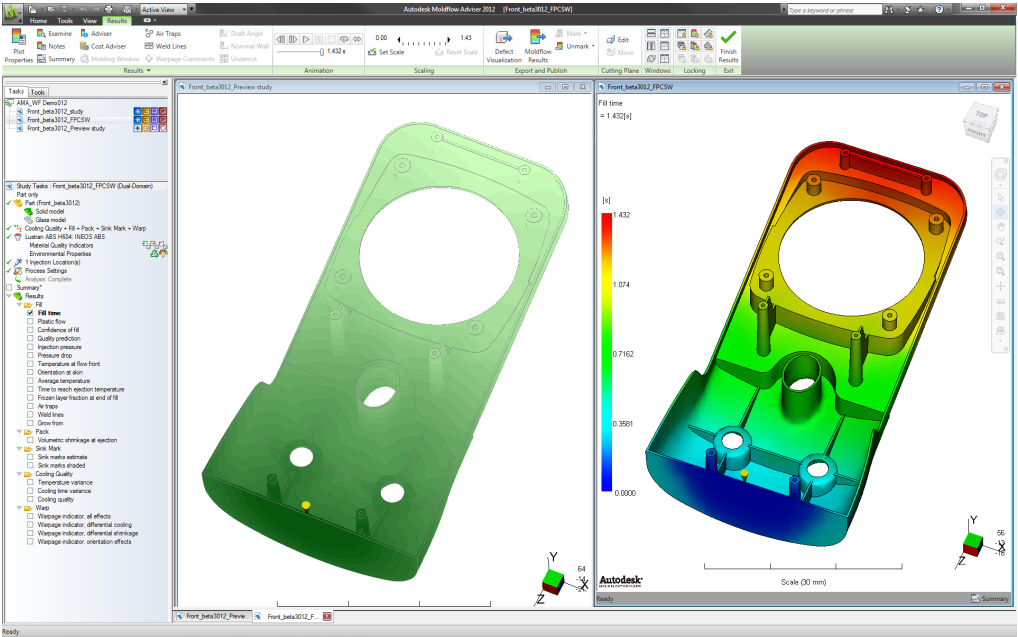 Active View
Autodesk Moldflow Adviser 2012 [Front_beta3012_FPCSW]
Type a keyword or phrase
Home Tools Views Results
Plot Properties
Examine
Notes
Summary
Adviser
Cost Adviser
Molding Window
Air Traps
Weld Lines
Warpage Constraints
Draft Angle
Nominal Wall
Undercut
Results
1.432 s
Animation
0.00 1.43
Set Scale Reset Scale
Scaling
Defect Visualization
Moldflow Results
Mark
Unmark
Export and Publish
Edit
Move
Cutting Plane
Windows
Locking
Finish Results
Exit
Tasks Tools
AMA_WF Demo012
Front_beta3012_study
Front_beta3012_FPCSW
Front_beta3012_Preview study
Study Tasks : Front_beta3012_FPCSW (Dual-Domain)
Part only
Part (Front_beta3012)
Solid model
Glass model
Cooling Quality + Fill + Pack + Sink Mark + Warp
Lustran ABS H604: INEOS ABS
Material Quality Indicators
Environmental Properties
1 Injection Location(s)
Process Settings
Analysis: Complete
Summary*
Results
Fill
Fill time
Plastic flow
Confidence of fill
Quality prediction
Injection pressure
Pressure drop
Temperature at flow front
Orientation at skin
Average temperature
Time to reach ejection temperature
Frozen layer fraction at end of fill
Air traps
Weld lines
Grow from
Pack
Volumetric shrinkage at ejection
Sink Mark
Sink marks estimate
Sink marks shaded
Cooling Quality
Temperature variance
Cooling time variance
Cooling quality
Warp
Warpage indicator, all effects
Warpage indicator, differential cooling
Warpage indicator, differential shrinkage
Warpage indicator, orientation effects
Front_beta3012_Preview study
Y
X
Z
64
Front_beta3012_FPCSW
Fill time
= 1.432[s]
TOP
FRONT
[s]
1.432
1.074
0.7162
0.3581
0.0000
Y
X
Z
56
Autodesk
MOLDFLOW ADVISER
Scale (30 mm)
Ready
Summary
Front_beta3012_Previe...
Front_beta3012_F...
Ready